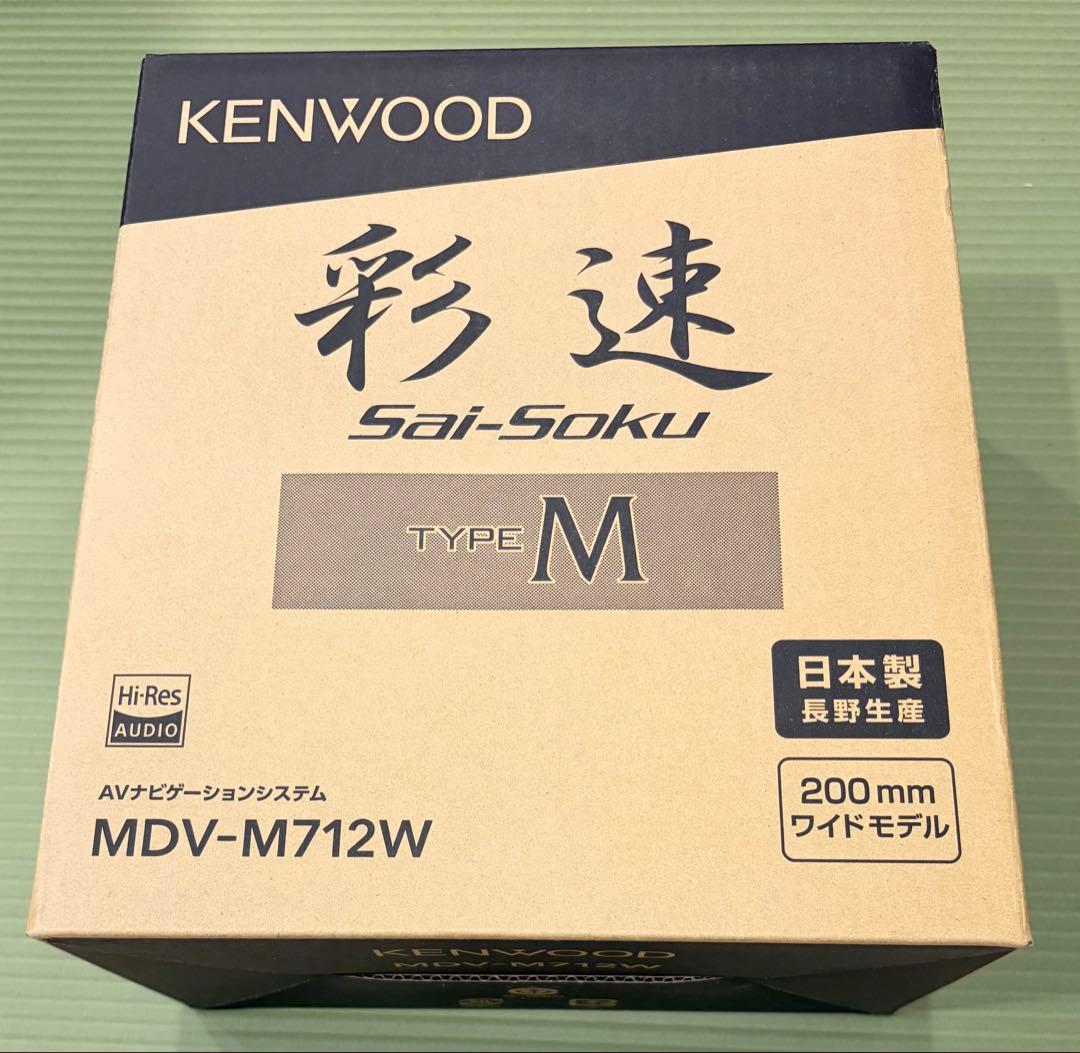 KENWOOD
彩速
Sai-Soku
TYPE M
Hi-Res
AUDIO
日本製
長野生産
AVナビゲーションシステム
MDV-M712W
200mm
ワイドモデル
KENWOOD
MDV-M712W